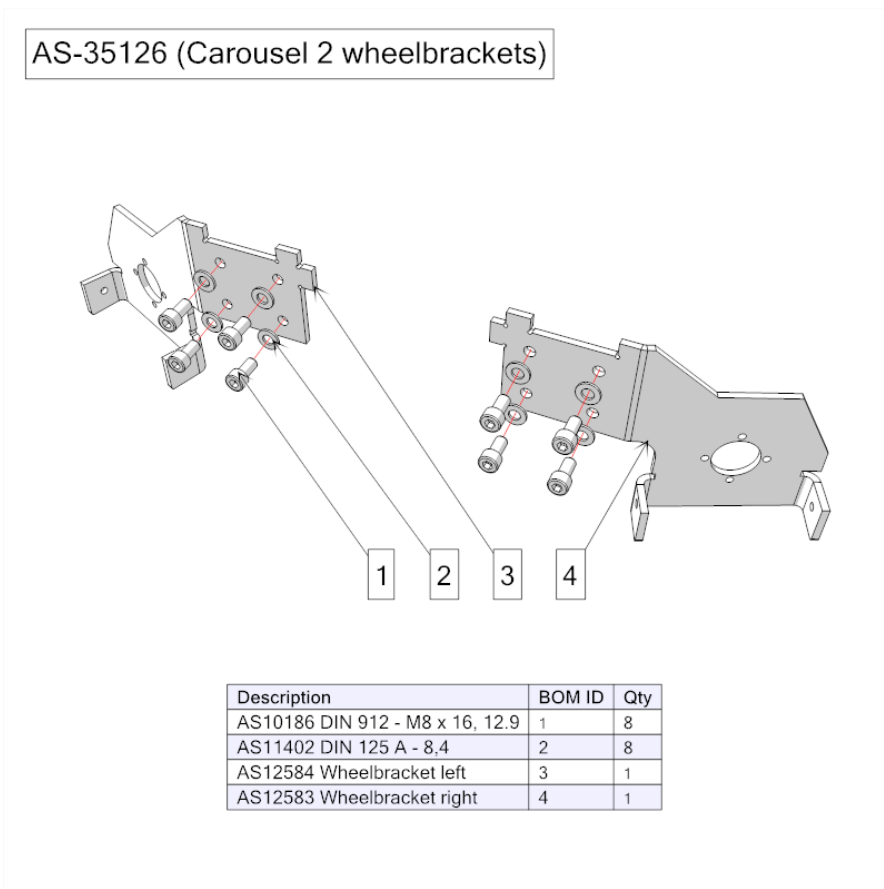 AS-35126 (Carousel 2 wheelbrackets)
1 2 3 4
Description BOM ID Qty
AS10186 DIN 912 - M8 x 16, 12.9 1 8
AS11402 DIN 125 A - 8,4 2 8
AS12584 Wheelbracket left 3 1
AS12583 Wheelbracket right 4 1